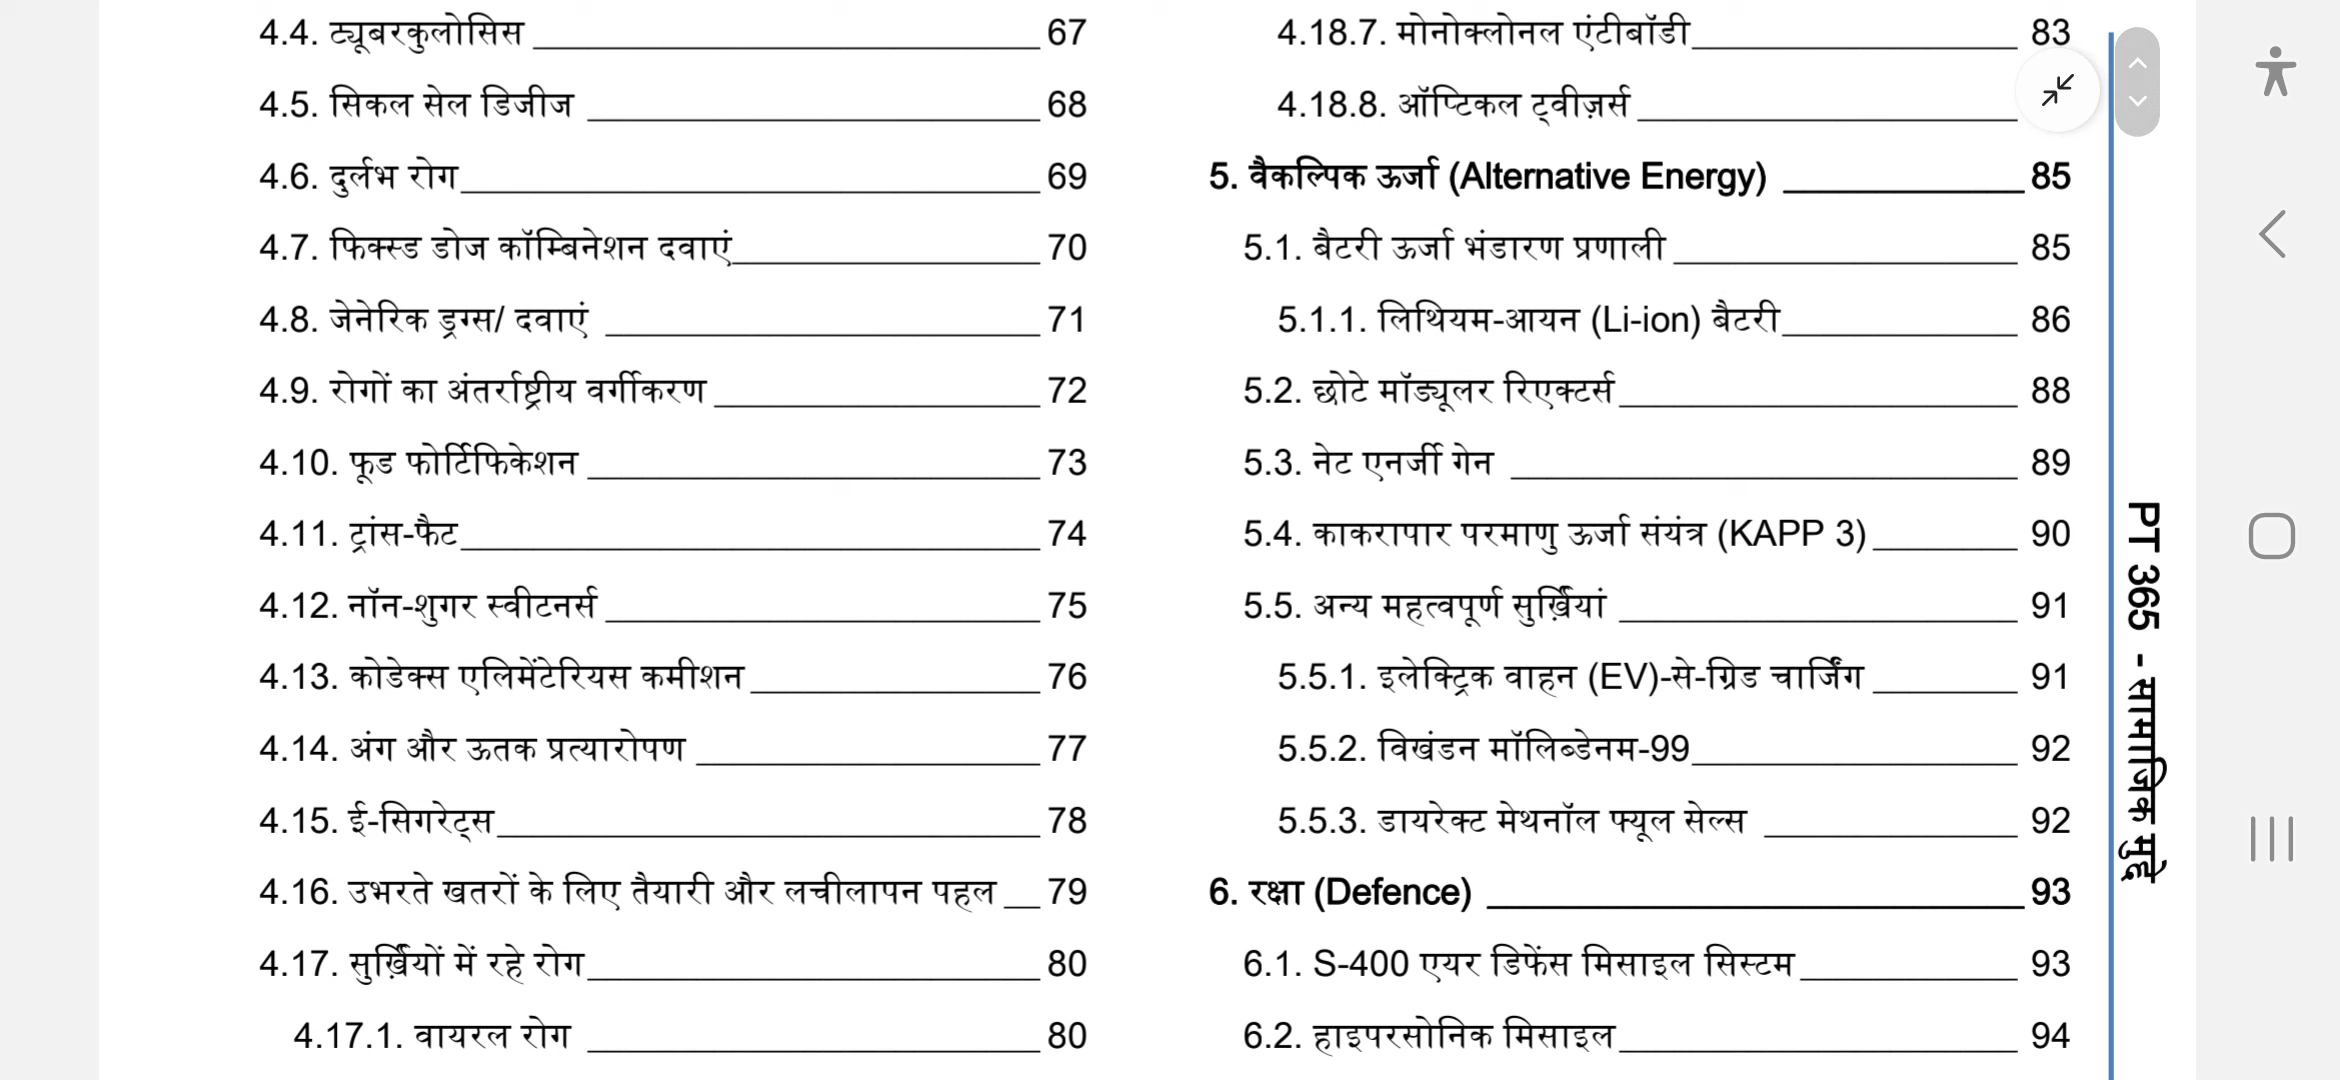 4.4. ट्यूबरकुलोसिस 67
4.5. सिकल सेल डिजीज 68
4.6. दुर्लभ रोग 69
4.7. फिक्स्ड डोज कॉम्बिनेशन दवाएं 70
4.8. जेनेरिक ड्रग्स/ दवाएं 71
4.9. रोगों का अंतर्राष्ट्रीय वर्गीकरण 72
4.10. फूड फोर्टिफिकेशन 73
4.11. ट्रांस-फैट 74
4.12. नॉन-शुगर स्वीटनर्स 75
4.13. कोडेक्स एलिमेंटेरियस कमीशन 76
4.14. अंग और ऊतक प्रत्यारोपण 77
4.15. ई-सिगरेट्स 78
4.16. उभरते खतरों के लिए तैयारी और लचीलापन पहल 79
4.17. सुर्ख़ियों में रहे रोग 80
4.17.1. वायरल रोग 80
4.18.7. मोनोक्लोनल एंटीबॉडी 83
4.18.8. ऑप्टिकल ट्वीज़र्स
5. वैकल्पिक ऊर्जा (Alternative Energy) 85
5.1. बैटरी ऊर्जा भंडारण प्रणाली 85
5.1.1. लिथियम-आयन (Li-ion) बैटरी 86
5.2. छोटे मॉड्यूलर रिएक्टर्स 88
5.3. नेट एनर्जी गेन 89
5.4. काकरापार परमाणु ऊर्जा संयंत्र (KAPP 3) 90
5.5. अन्य महत्वपूर्ण सुर्ख़ियां 91
5.5.1. इलेक्ट्रिक वाहन (EV)-से-ग्रिड चार्जिंग 91
5.5.2. विखंडन मॉलिब्डेनम-99 92
5.5.3. डायरेक्ट मेथनॉल फ्यूल सेल्स 92
6. रक्षा (Defence) 93
6.1. S-400 एयर डिफेंस मिसाइल सिस्टम 93
6.2. हाइपरसोनिक मिसाइल 94
PT 365 - सामाजिक मुद्दे